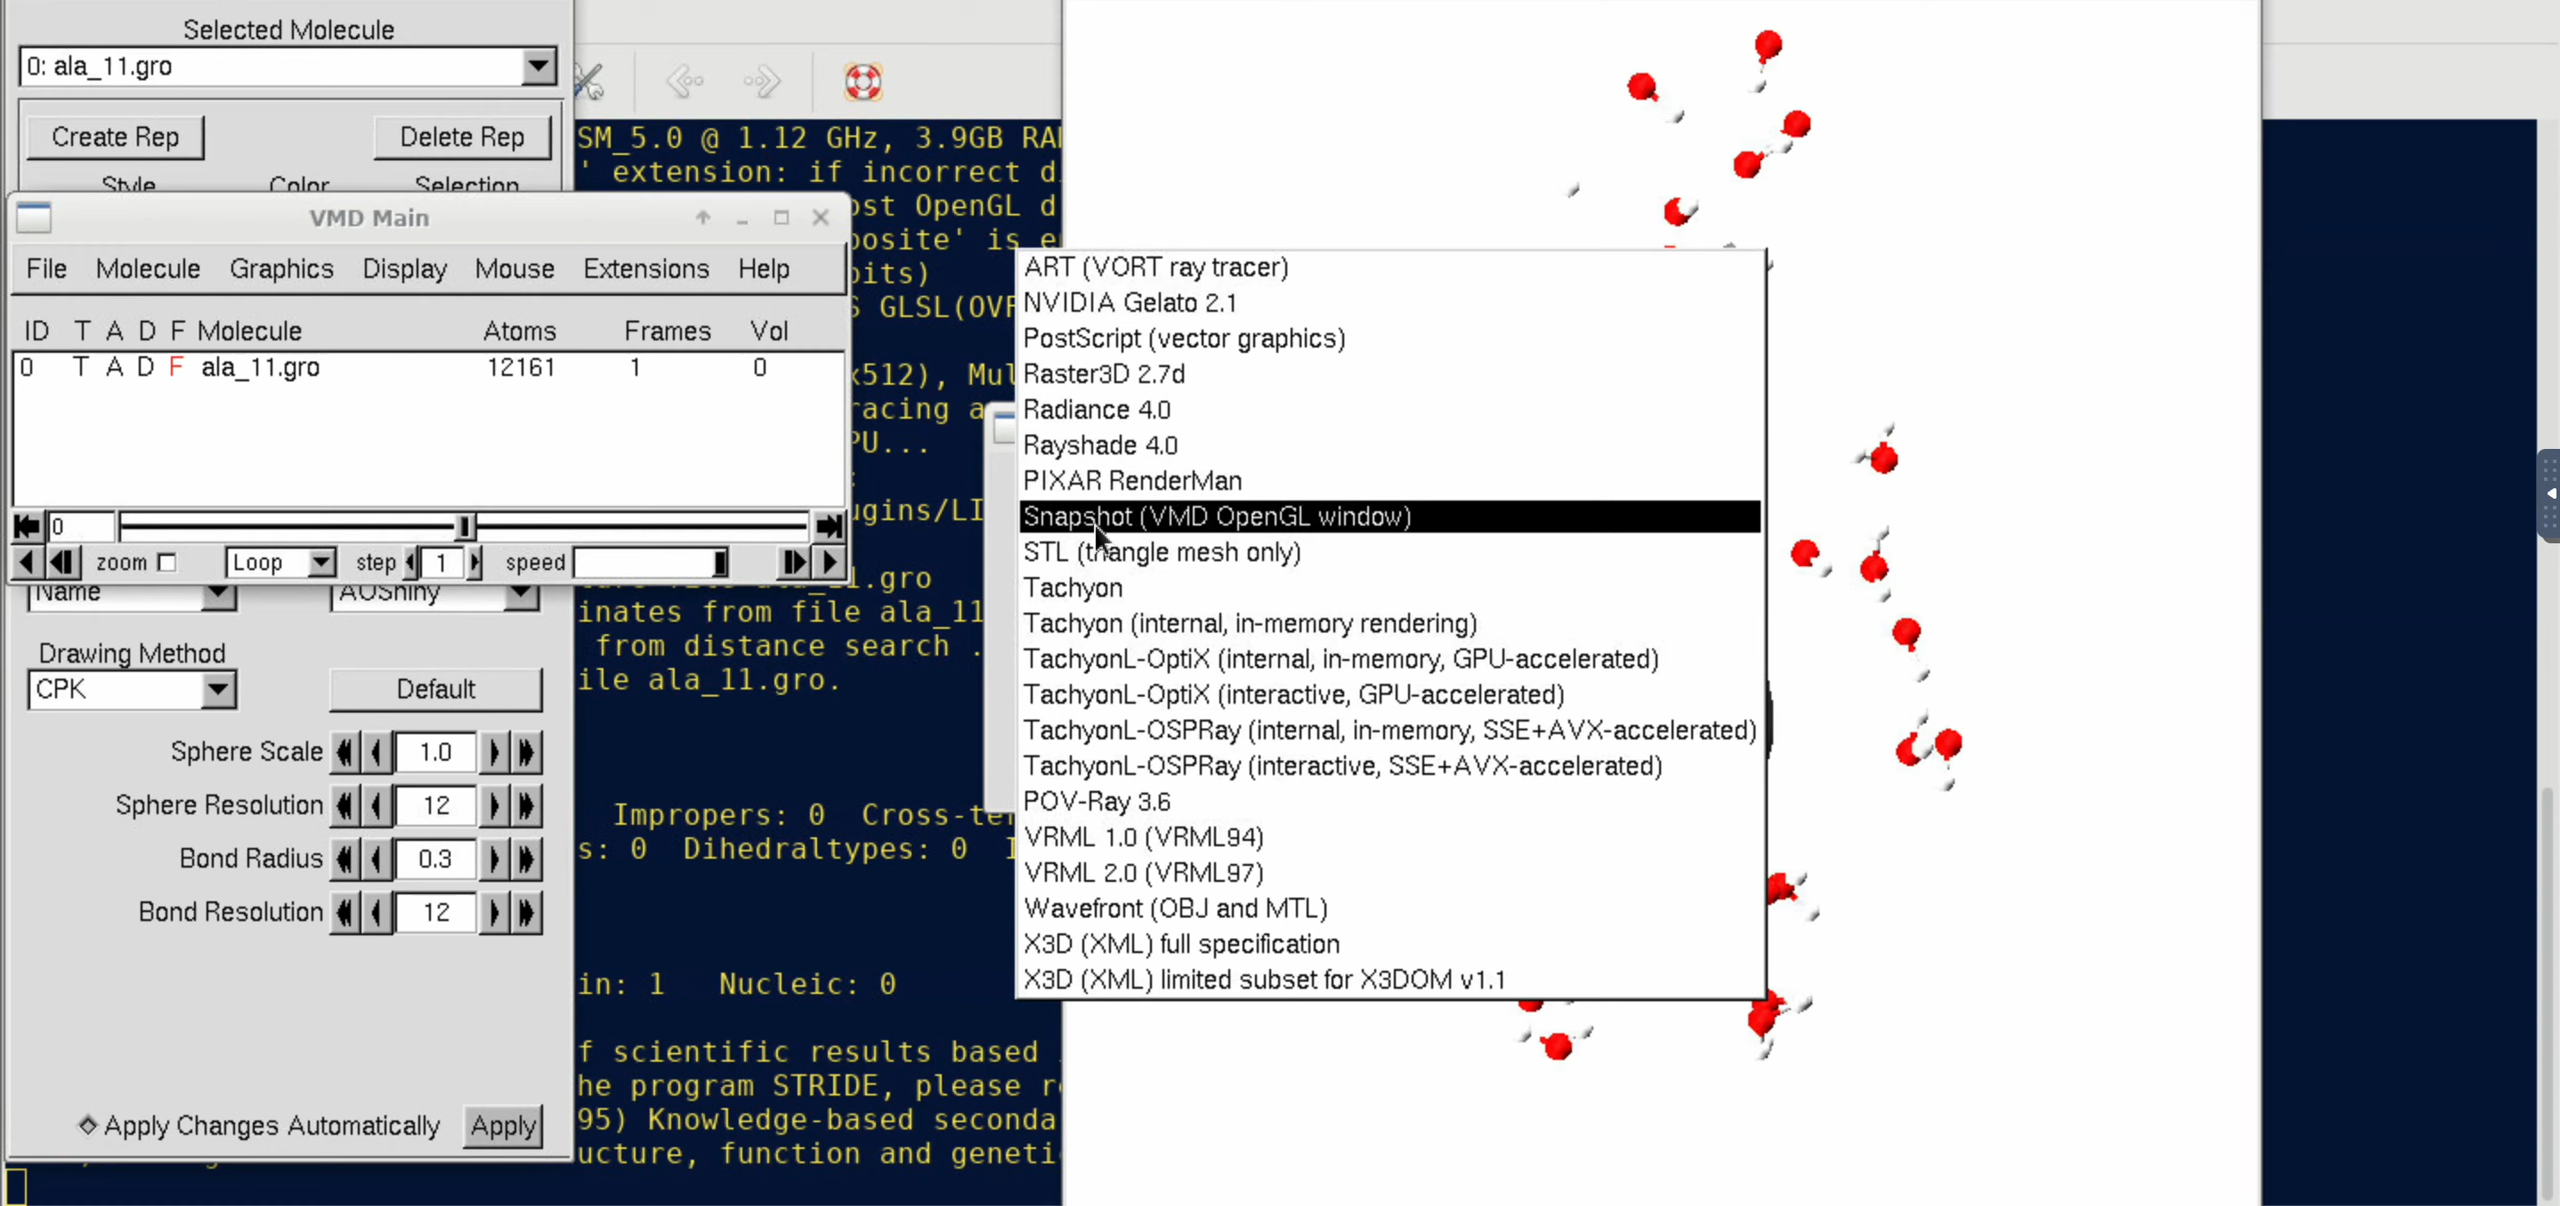 Selected Molecule
0: ala_11.gro
Create Rep
Delete Rep
Style Color Selection
VMD Main
File Molecule Graphics Display Mouse Extensions Help
ID T A D F Molecule Atoms Frames Vol
0 T A D F ala_11.gro 12161 1 0
0
zoom Loop step 1 speed
Name
AOShiny
Drawing Method
CPK
Default
Sphere Scale 1.0
Sphere Resolution 12
Bond Radius 0.3
Bond Resolution 12
Apply Changes Automatically Apply
SM_5.0 @ 1.12 GHz, 3.9GB RA
' extension: if incorrect d
ost OpenGL d
posite' is e
bits)
GLSL(OVF
x512), Mul
racing a
PU...
ugins/LI
.gro
inates from file ala_11
from distance search .
ile ala_11.gro.
Impropers: 0 Cross-te
s: 0 Dihedraltypes: 0
in: 1 Nucleic: 0
f scientific results based
he program STRIDE, please r
95) Knowledge-based seconda
ucture, function and geneti
ART (VORT ray tracer)
NVIDIA Gelato 2.1
PostScript (vector graphics)
Raster3D 2.7d
Radiance 4.0
Rayshade 4.0
PIXAR RenderMan
Snapshot (VMD OpenGL window)
STL (triangle mesh only)
Tachyon
Tachyon (internal, in-memory rendering)
TachyonL-OptiX (internal, in-memory, GPU-accelerated)
TachyonL-OptiX (interactive, GPU-accelerated)
TachyonL-OSPRay (internal, in-memory, SSE+AVX-accelerated)
TachyonL-OSPRay (interactive, SSE+AVX-accelerated)
POV-Ray 3.6
VRML 1.0 (VRML94)
VRML 2.0 (VRML97)
Wavefront (OBJ and MTL)
X3D (XML) full specification
X3D (XML) limited subset for X3DOM v1.1